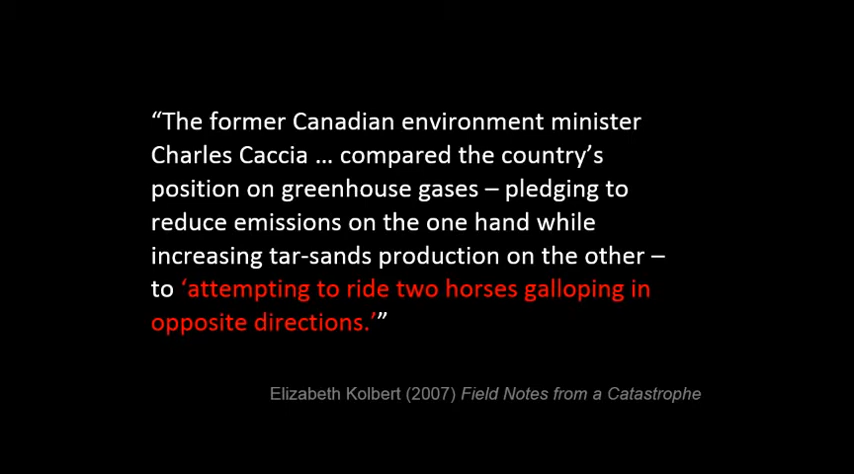 “The former Canadian environment minister
Charles Caccia … compared the country’s
position on greenhouse gases – pledging to
reduce emissions on the one hand while
increasing tar-sands production on the other –
to ‘attempting to ride two horses galloping in
opposite directions.’”
Elizabeth Kolbert (2007) Field Notes from a Catastrophe